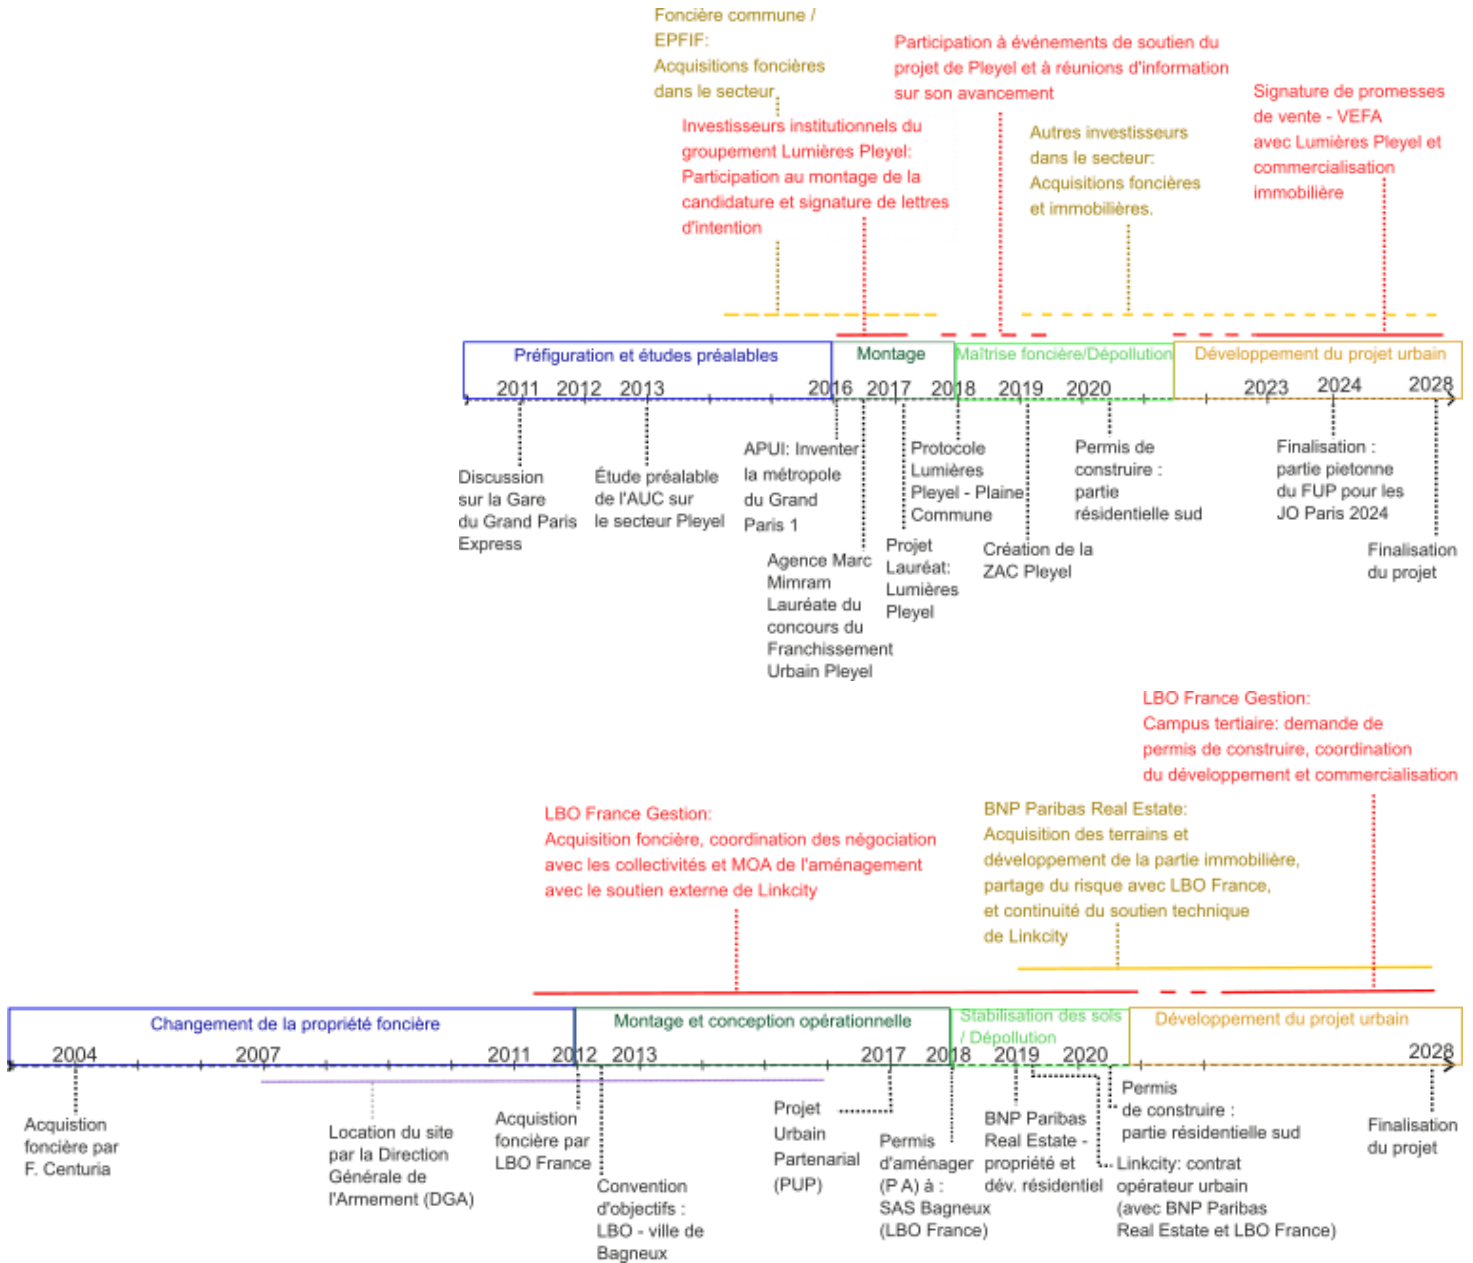 Foncière commune /
EPFIF:
Acquisitions foncières
dans le secteur
Investisseurs institutionnels du
groupement Lumières Pleyel:
Participation au montage de la
candidature et signature de lettres
d'intention
Participation à événements de soutien du
projet de Pleyel et à réunions d'information
sur son avancement
Autres investisseurs
dans le secteur:
Acquisitions foncières
et immobilières.
Signature de promesses
de vente - VEFA
avec Lumières Pleyel et
commercialisation
immobilière
Préfiguration et études préalables
Montage
Maîtrise foncière/Dépollution
Développement du projet urbain
2011 2012 2013 2016 2017 2018 2019 2020 2023 2024 2028
Discussion
sur la Gare
du Grand Paris
Express
Étude préalable
de l'AUC sur
le secteur Pleyel
APUI: Inventer
la métropole
du Grand
Paris 1
Agence Marc
Mimram
Lauréate du
concours du
Franchissement
Urbain Pleyel
Projet
Lauréat:
Lumières
Pleyel
Protocole
Lumières
Pleyel - Plaine
Commune
Création de la
ZAC Pleyel
Permis de
construire :
partie
résidentielle sud
Finalisation :
partie pietonne
du FUP pour les
JO Paris 2024
Finalisation
du projet
LBO France Gestion:
Acquisition foncière, coordination des négociation
avec les collectivités et MOA de l'aménagement
avec le soutien externe de Linkcity
BNP Paribas Real Estate:
Acquisition des terrains et
développement de la partie immobilière,
partage du risque avec LBO France,
et continuité du soutien technique
de Linkcity
LBO France Gestion:
Campus tertiaire: demande de
permis de construire, coordination
du développement et commercialisation
Changement de la propriété foncière
Montage et conception opérationnelle
Stabilisation des sols
/ Dépollution
Développement du projet urbain
2004 2007 2011 2012 2013 2017 2018 2019 2020 2028
Acquistion
foncière par
F. Centuria
Location du site
par la Direction
Générale de
l'Armement (DGA)
Acquistion
foncière par
LBO France
Convention
d'objectifs :
LBO - ville de
Bagneux
Projet
Urbain
Partenarial
(PUP)
Permis
d'aménager
(P A) à :
SAS Bagneux
(LBO France)
BNP Paribas
Real Estate -
propriété et
dév. résidentiel
Permis
de construire :
partie résidentielle sud
Linkcity: contrat
opérateur urbain
(avec BNP Paribas
Real Estate et LBO France)
Finalisation
du projet